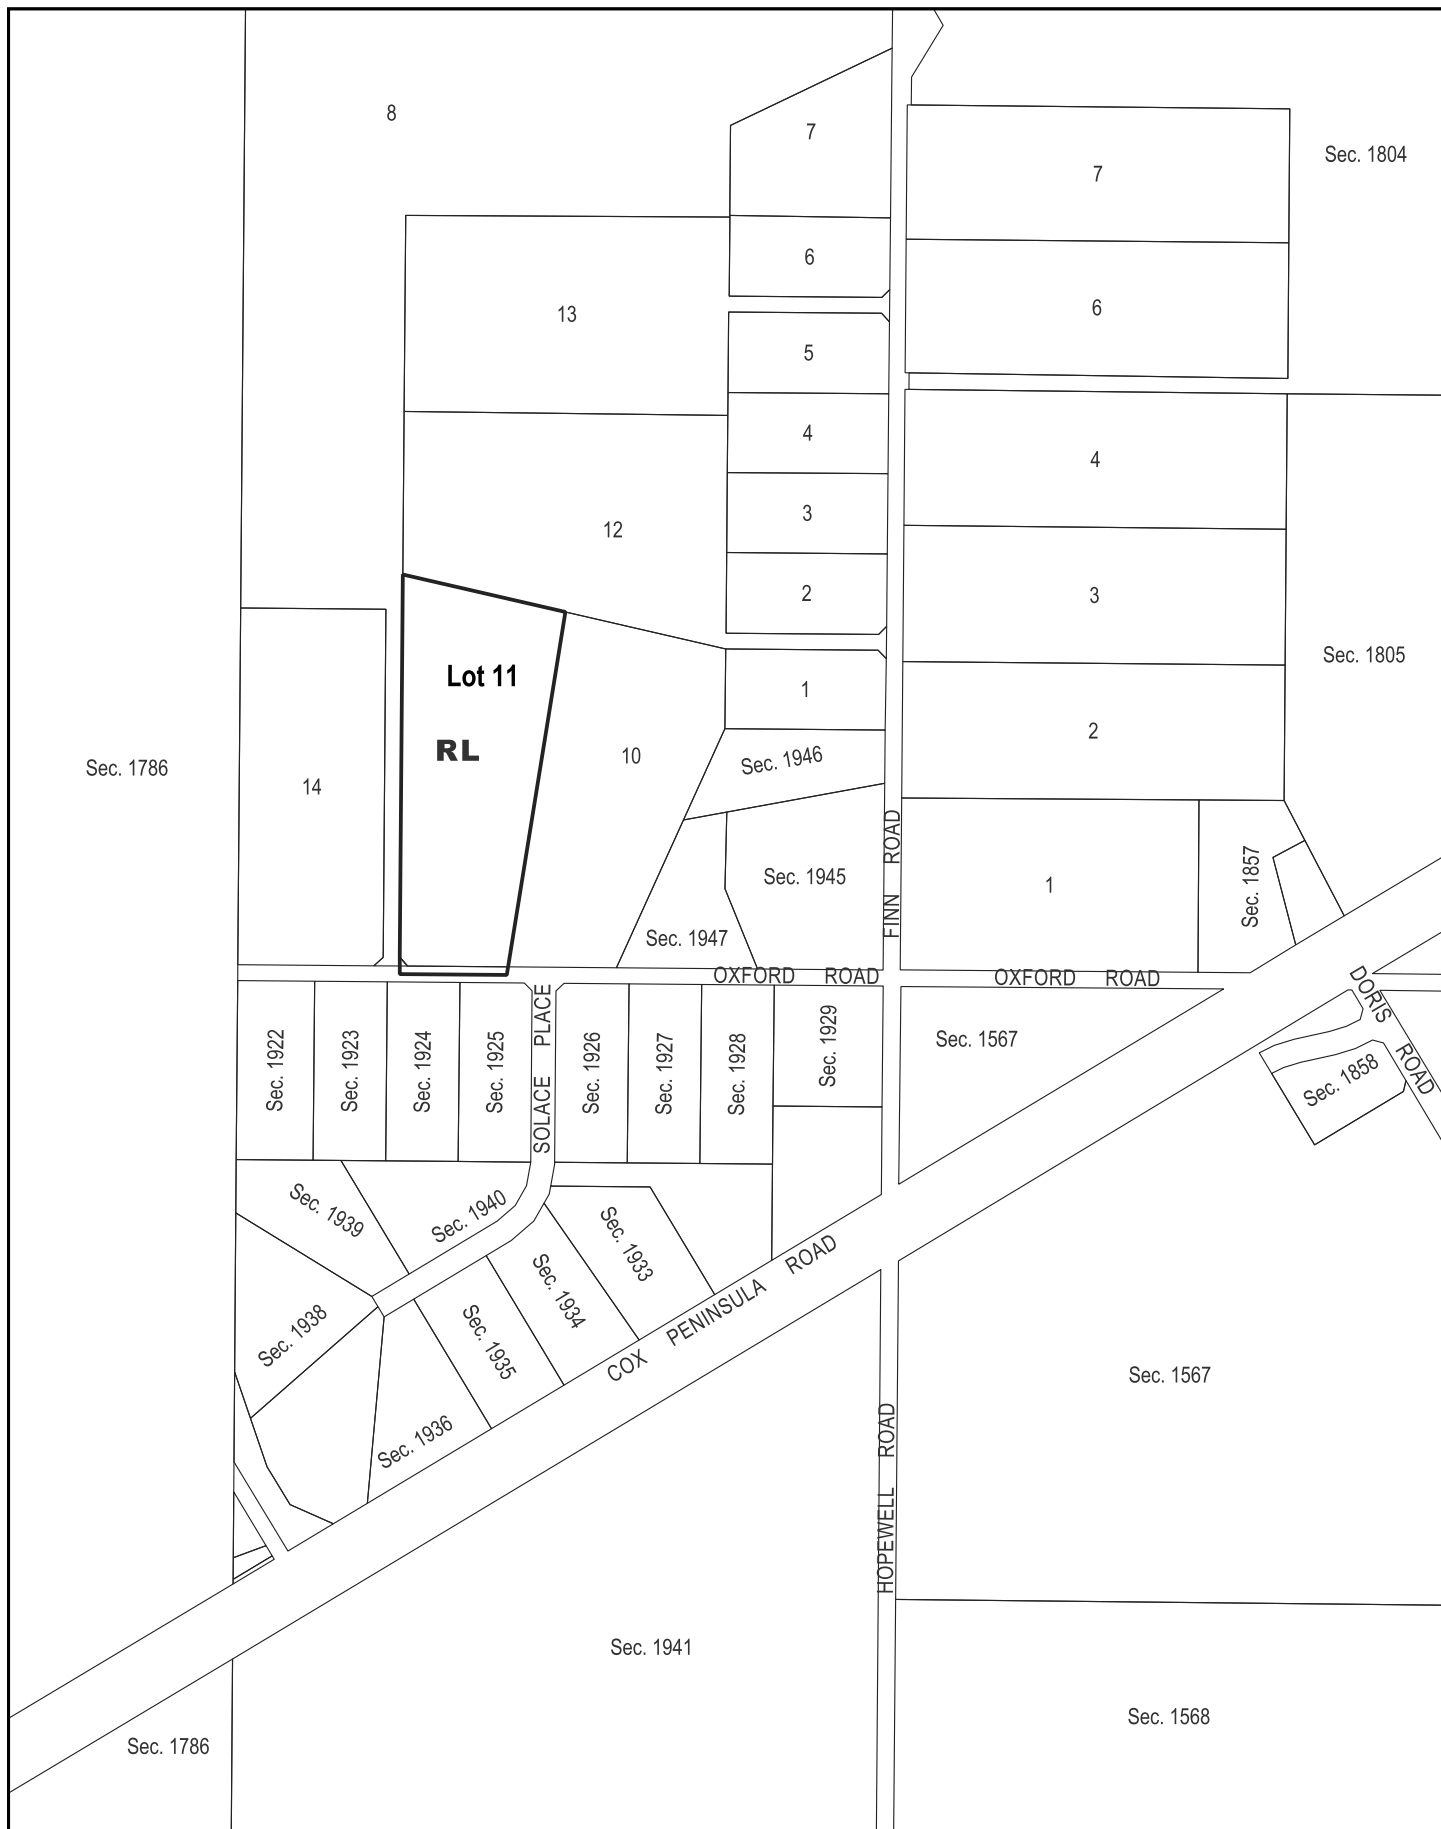 8
7
7
Sec. 1804
6
13
6
5
4
4
3
12
2
3
Sec. 1805
Lot 11
1
RL
2
10
Sec. 1946
Sec. 1786
14
Sec. 1945
1
Sec. 1857
FINN ROAD
Sec. 1947
OXFORD ROAD
OXFORD ROAD
DORIS ROAD
SOLACE PLACE
Sec. 1922
Sec. 1923
Sec. 1924
Sec. 1925
Sec. 1926
Sec. 1927
Sec. 1928
Sec. 1929
Sec. 1567
Sec. 1858
Sec. 1939
Sec. 1940
Sec. 1933
Sec. 1934
Sec. 1938
Sec. 1935
COX PENINSULA ROAD
Sec. 1567
Sec. 1936
HOPEWELL ROAD
Sec. 1941
Sec. 1568
Sec. 1786